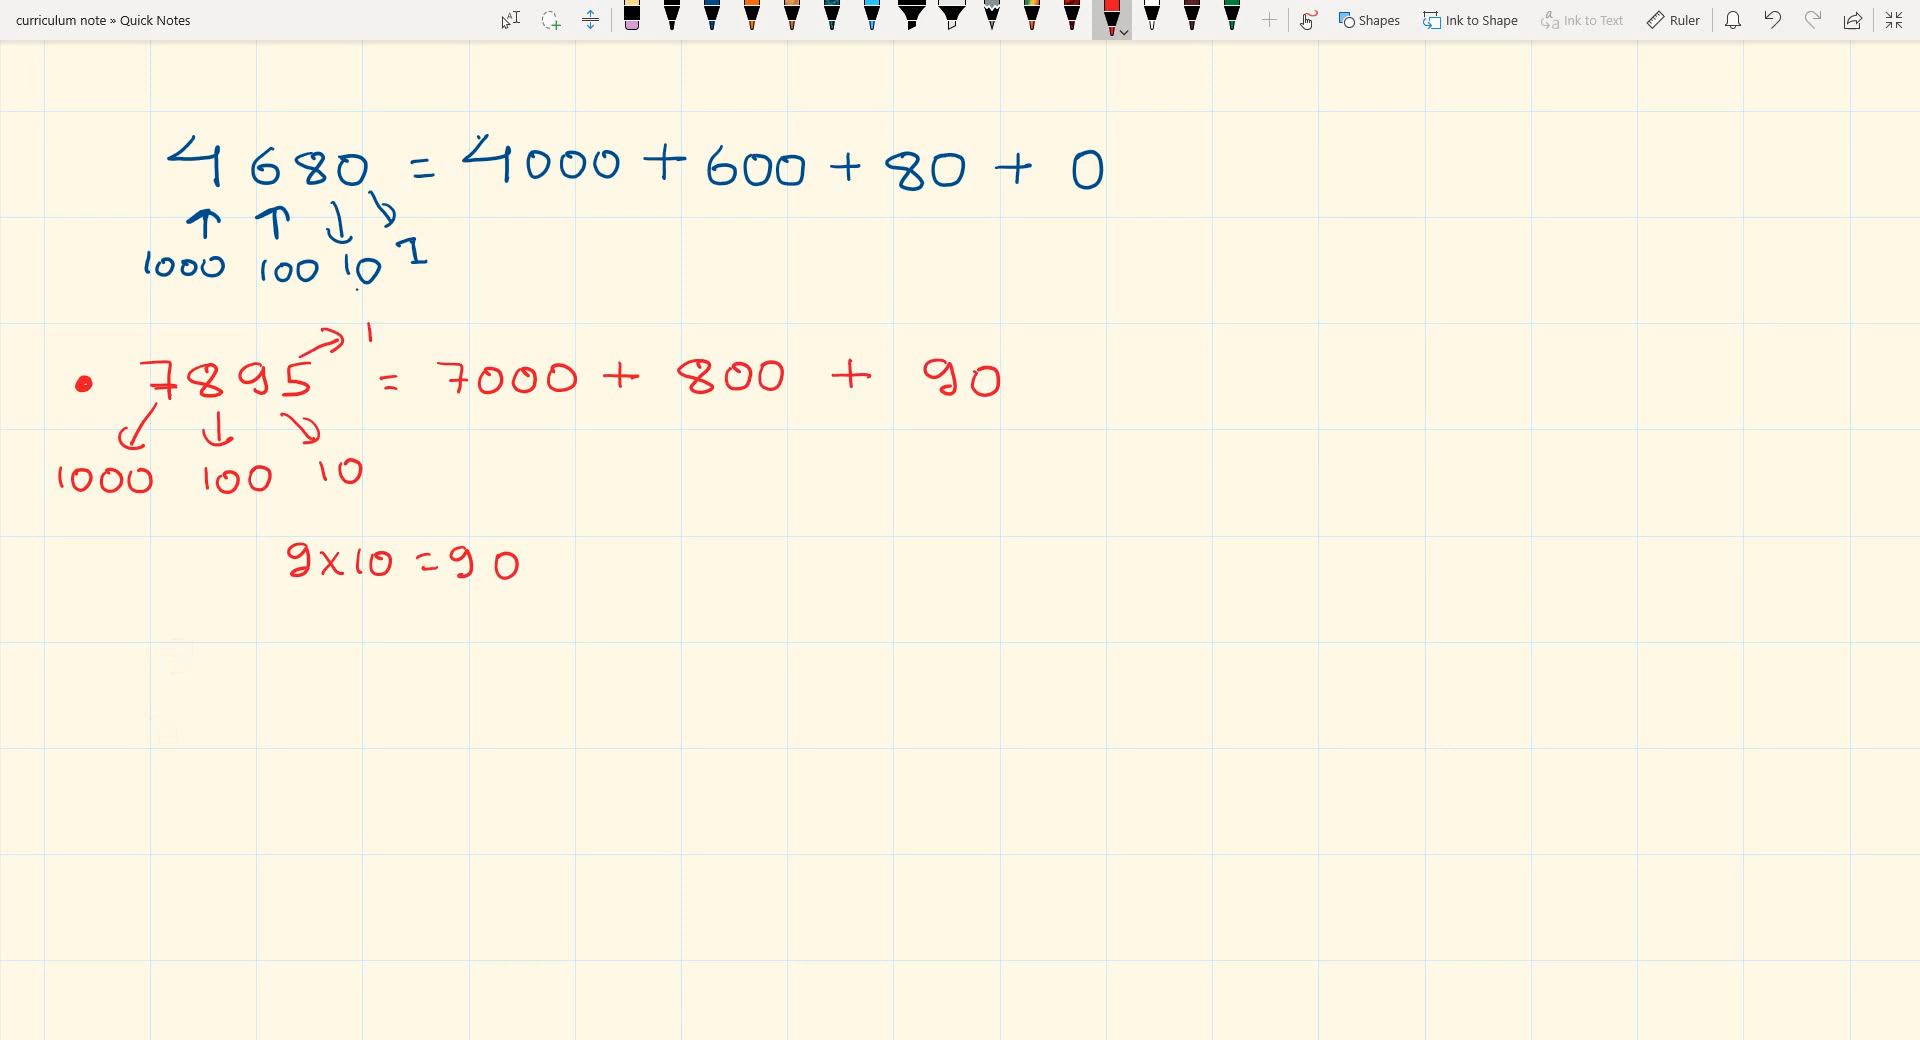 curriculum note » Quick Notes
Shapes Ink to Shape Ink to Text Ruler
4680 = 4000 + 600 + 80 + 0
1000 100 10 1
1
• 7895 = 7000 + 800 + 90
1000 100 10
9x10 = 90